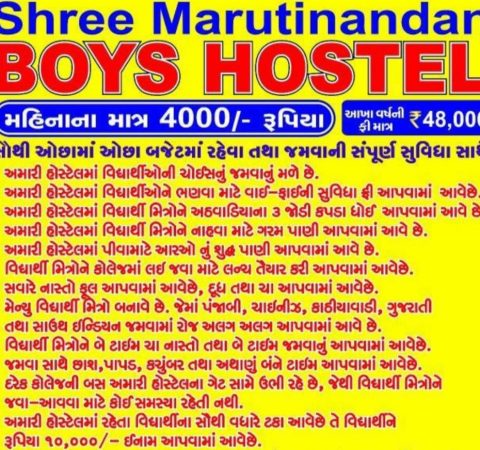 Shree Marutinandan
BOYS HOSTEL
મહિનાના માત્ર 4000/- રૂપિયા
આખા વર્ષની
ફી માત્ર ₹48,000
સૌથી ઓછામાં ઓછા બજેટમાં રહેવા તથા જમવાની સંપૂર્ણ સુવિધા સાથે
અમારી હોસ્ટેલમાં વિદ્યાર્થીઓની ચોઇસનું જમવાનું મળે છે.
અમારી હોસ્ટેલમાં વિદ્યાર્થીઓને ભણવા માટે વાઈ-ફાઈની સુવિધા ફ્રી આપવામાં આવેછે.
અમારી હોસ્ટેલમાં વિદ્યાર્થી મિત્રોને અઠવાડિયાના ૩ જોડી કપડા ધોઈ આપવામાં આવે છે
અમારી હોસ્ટેલમાં વિદ્યાર્થી મિત્રોને નાહવા માટે ગરમ પાણી આપવામાં આવે છે.
અમારી હોસ્ટેલમાં પીવામાટે આરઓ નું શુદ્ધ પાણી આપવામાં આવે છે.
વિદ્યાર્થી મિત્રોને કોલેજમાં લઇ જવા માટે લન્ચ તૈયાર કરી આપવામાં આવેછે.
સવારે નાસ્તો ફૂલ આપવામાં આવેછે, દૂધ તથા ચા આપવામાં આવેછે.
મેન્યુ વિદ્યાર્થી મિત્રો બનાવે છે. જેમાં પંજાબી, ચાઈનીઝ, કાઠીયાવાડી, ગુજરાતી
તથા સાઉથ ઇન્ડિયન જમવામાં રોજ અલગ અલગ આપવામાં આવે છે.
વિદ્યાર્થી મિત્રોને બે ટાઈમ ચા નાસ્તો તથા બે ટાઈમ જમવાનું આપવામાં આવેછે.
જમવા સાથે છાશ,પાપડ, કચુંબર તથા અથાણું બંને ટાઈમ આપવામાં આવેછે.
દરેક કોલેજની બસ અમારી હોસ્ટેલના ગેટ સામે ઉભી રહે છે, જેથી વિદ્યાર્થી મિત્રોને
જવા-આવવા માટે કોઈ સમસ્યા રહેતી નથી.
અમારી હોસ્ટેલમાં રહેતા વિદ્યાર્થીના સૌથી વધારે ટકા આવેછે તે વિદ્યાર્થીને
રૂપિયા ૧૦,૦૦૦/- ઈનામ આપવામાં આવેછે.